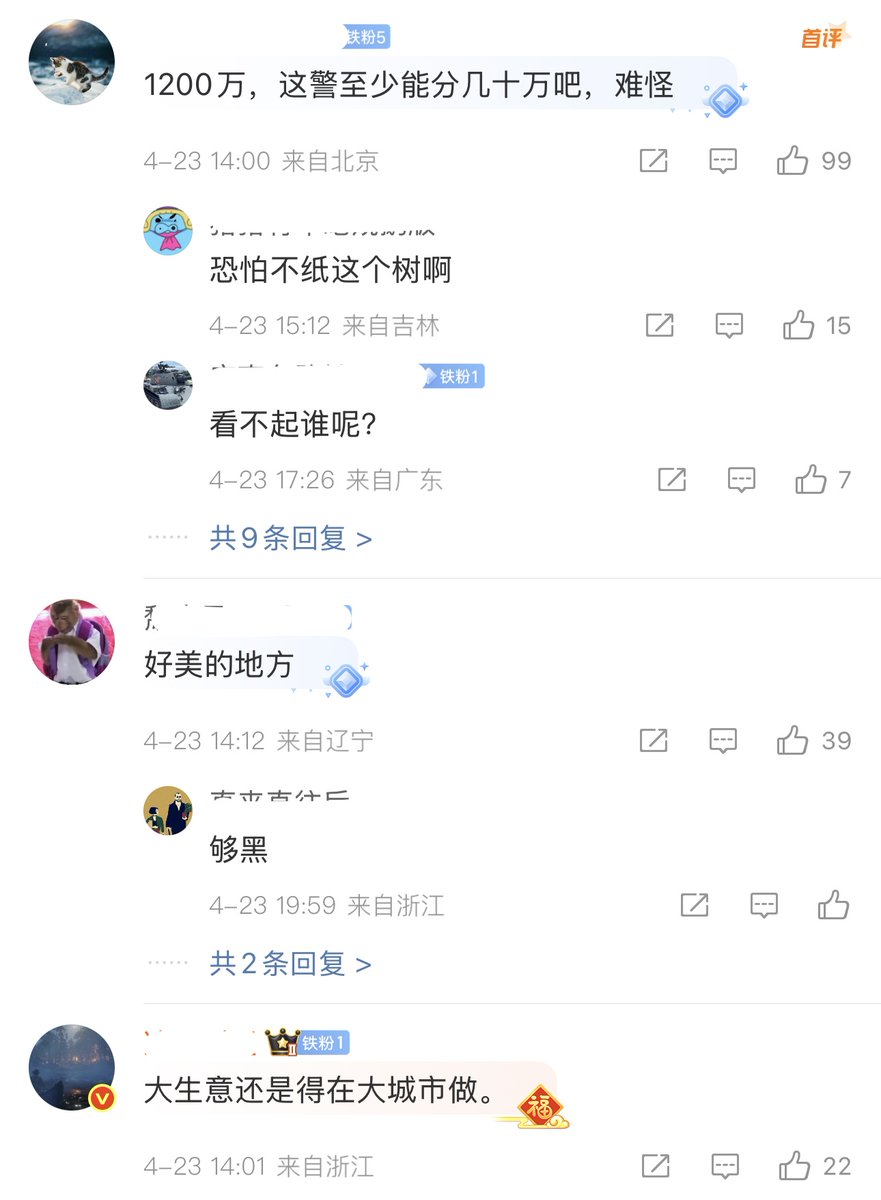 铁粉5
首评
1200万，这警至少能分几十万吧，难怪
4-23 14:00 来自北京
99
恐怕不纸这个树啊
4-23 15:12 来自吉林
15
铁粉1
看不起谁呢?
4-23 17:26 来自广东
7
共9条回复 >
好美的地方
4-23 14:12 来自辽宁
39
够黑
4-23 19:59 来自浙江
共2条回复 >
II 铁粉1
大生意还是得在大城市做。
福
4-23 14:01 来自浙江
22